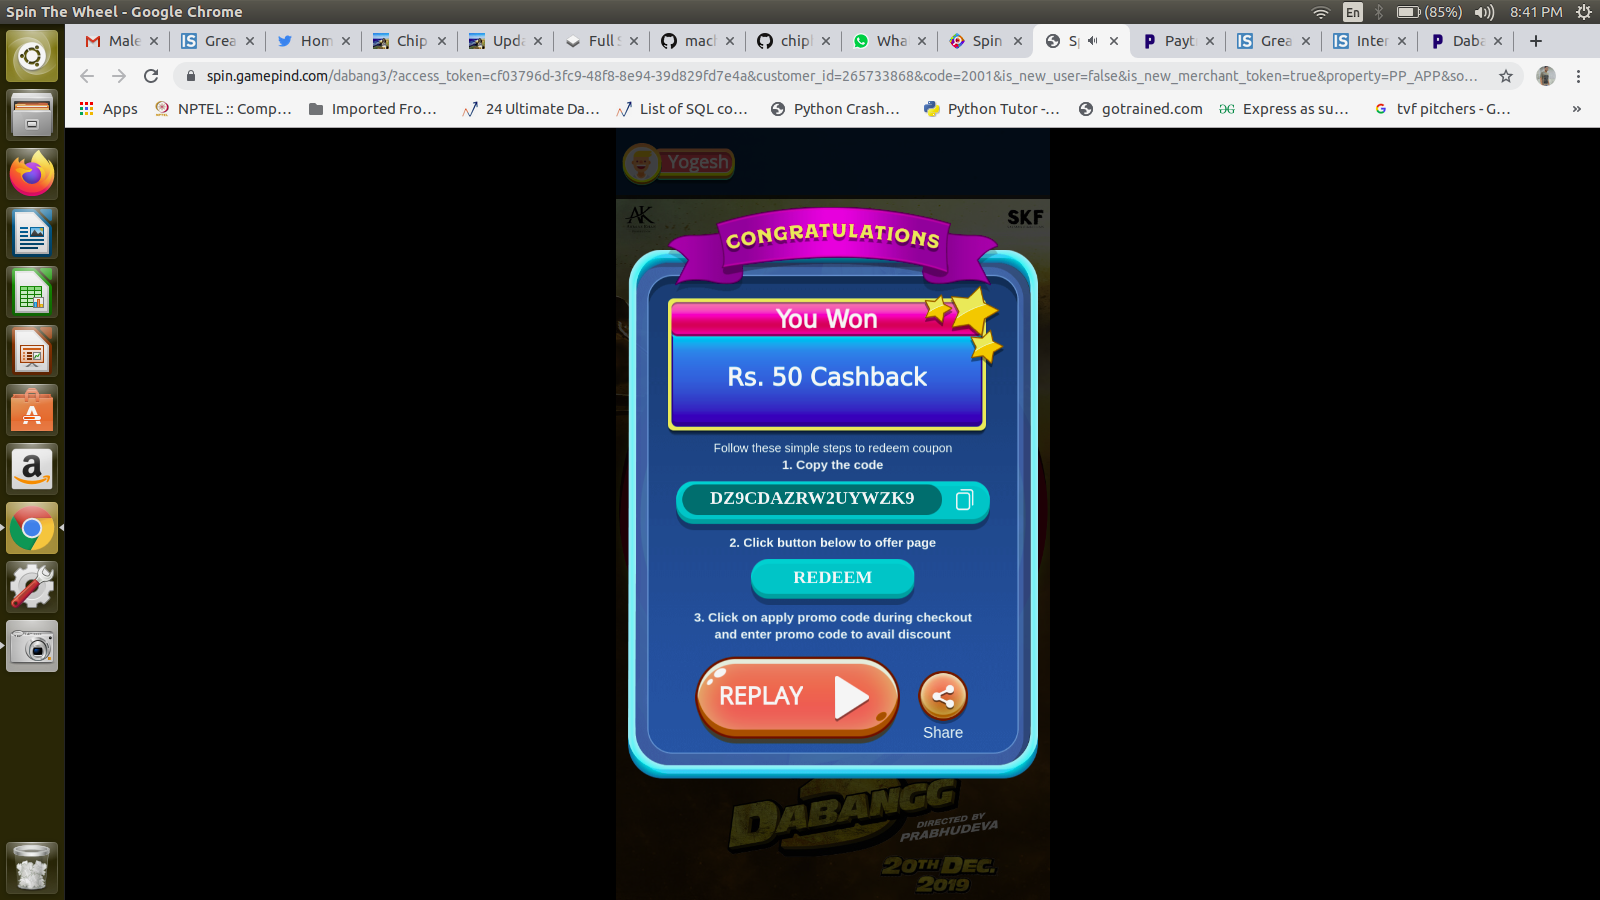 Spin The Wheel - Google Chrome
En
(85%)
8:41 PM
Male
Grea
Hom
Chip
Upda
Full S
macl
chipl
Wha
Spin
Sp
Payt
Grea
Inter
Daba
spin.gamepind.com/dabang3/?access_token=cf03796d-3fc9-48f8-8e94-39d829fd7e4a&customer_id=265733868&code=2001&is_new_user=false&is_new_merchant_token=true&property=PP_APP&so...
Apps
NPTEL :: Comp...
Imported Fro...
24 Ultimate Da...
List of SQL co...
Python Crash...
Python Tutor -...
gotrained.com
Express as su...
tvf pitchers - G...
»
Yogesh
AK
SKF
CONGRATULATIONS
You Won
Rs. 50 Cashback
Follow these simple steps to redeem coupon
1. Copy the code
DZ9CDAZRW2UYWZK9
2. Click button below to offer page
REDEEM
3. Click on apply promo code during checkout
and enter promo code to avail discount
REPLAY
Share
DABANGG
3
DIRECTED BY
PRABHUDEVA
20TH DEC.
2019